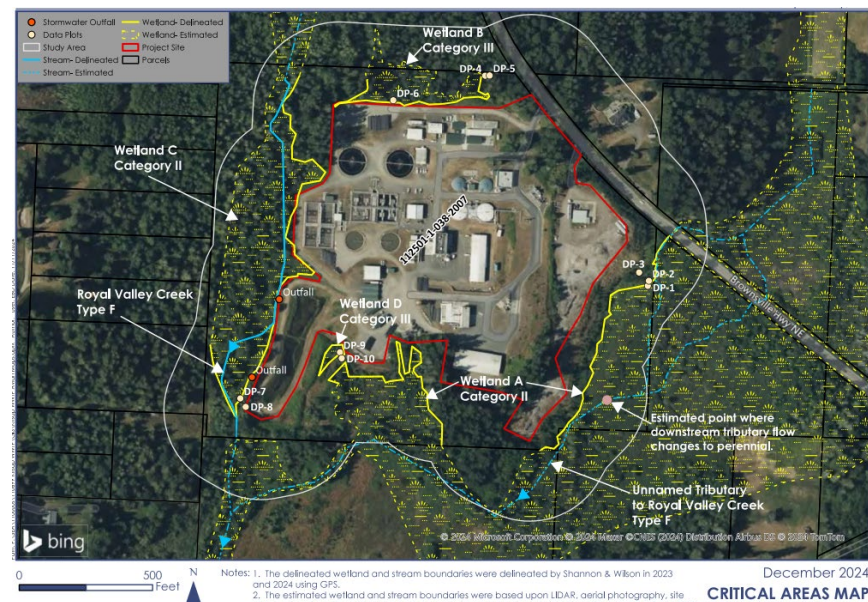 Stormwater Outfall
Data Plots
Study Area
Stream- Delineated
Stream- Estimated
Wetland- Delineated
Wetland- Estimated
Project Site
Parcels
Wetland B
Category III
DP-4
DP-5
DP-6
Wetland C
Category II
112501-1-038-2007
DP-3
DP-2
DP-1
Royal Valley Creek
Type F
Outfall
Wetland D
Category III
DP-9
DP-10
Outfall
DP-7
DP-8
Wetland A
Category II
Estimated point where
downstream tributary flow
changes to perennial.
Unnamed Tributary
to Royal Valley Creek
Type F
bing
© 2024 Microsoft Corporation © 2024 Maxar ©CNES (2024) Distribution Airbus DS © 2024 TomTom
0 500
Feet
N
Notes: 1. The delineated wetland and stream boundaries were delineated by Shannon & Wilson in 2023
and 2024 using GPS.
2. The estimated wetland and stream boundaries were based upon LIDAR, aerial photography, site
December 2024
CRITICAL AREAS MAP